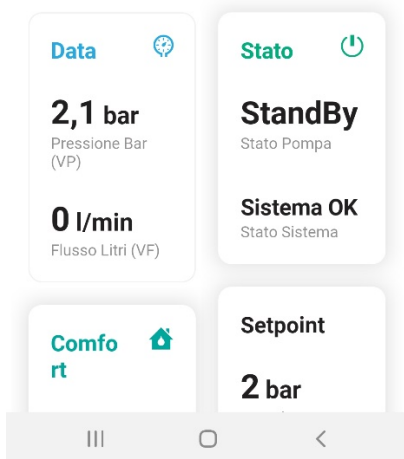 Data
2,1 bar
Pressione Bar
(VP)
0 l/min
Flusso Litri (VF)
Stato
StandBy
Stato Pompa
Sistema OK
Stato Sistema
Comfo
rt
Setpoint
2 bar